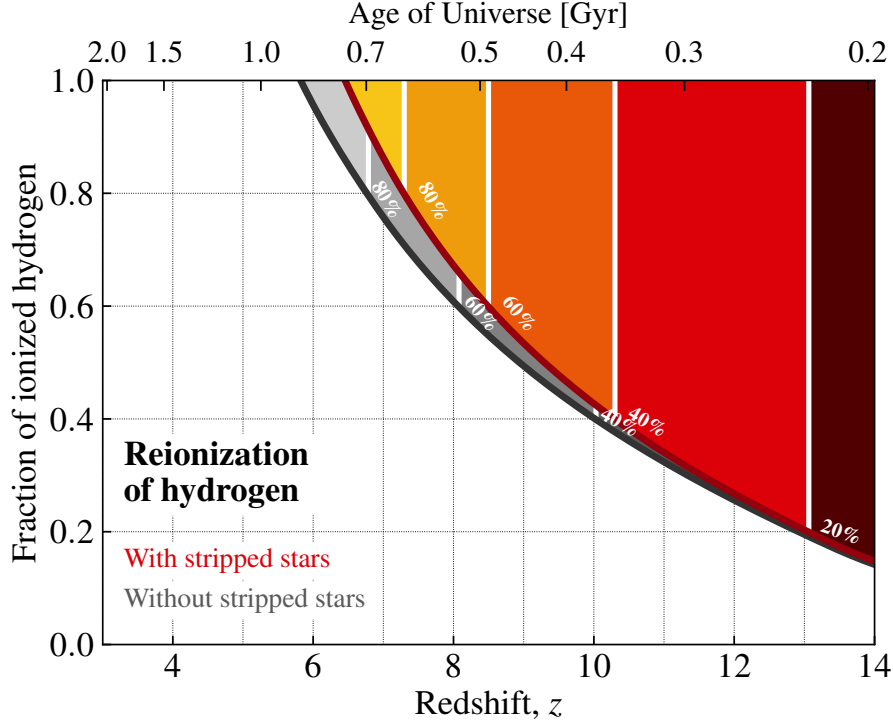 Age of Universe [Gyr]
2.0 1.5 1.0 0.7 0.5 0.4 0.3 0.2
1.0
0.8
0.6
0.4
0.2
0.0
Fraction of ionized hydrogen
80% 80%
60% 60%
40% 40%
20%
Reionization
of hydrogen
With stripped stars
Without stripped stars
4 6 8 10 12 14
Redshift, z